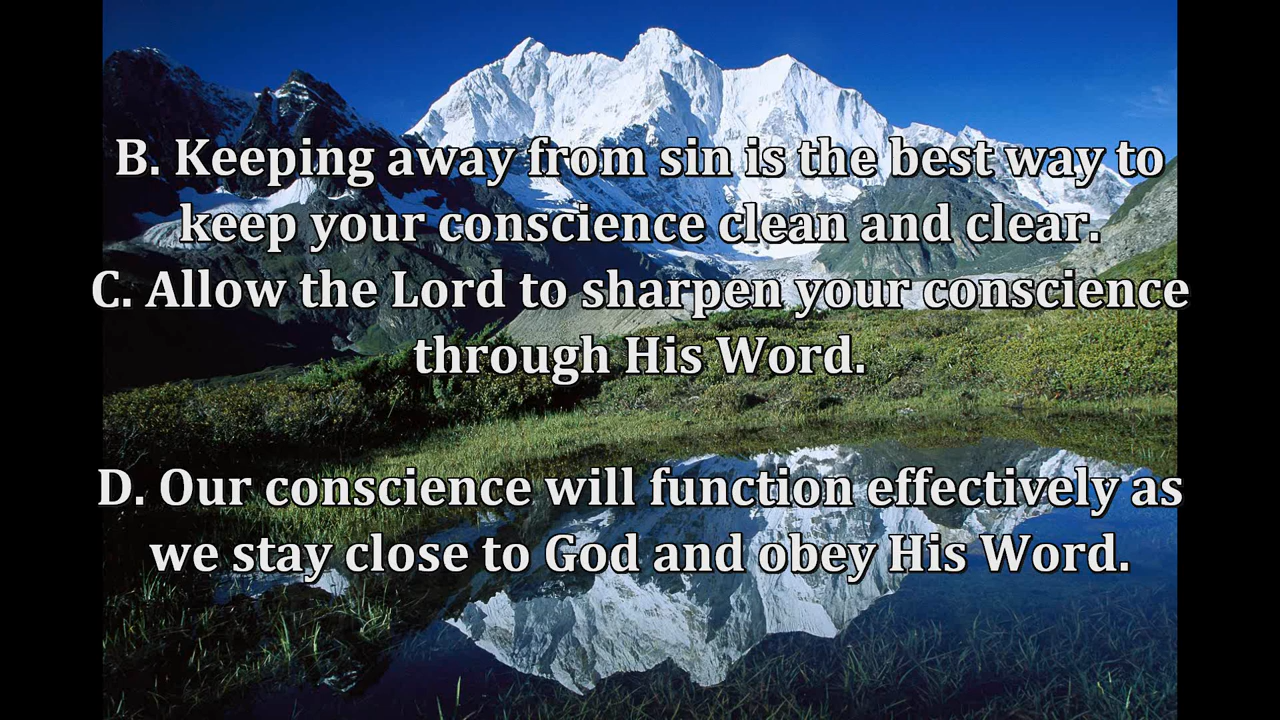 B. Keeping away from sin is the best way to
keep your conscience clean and clear.
C. Allow the Lord to sharpen your conscience
through His Word.
D. Our conscience will function effectively as
we stay close to God and obey His Word.